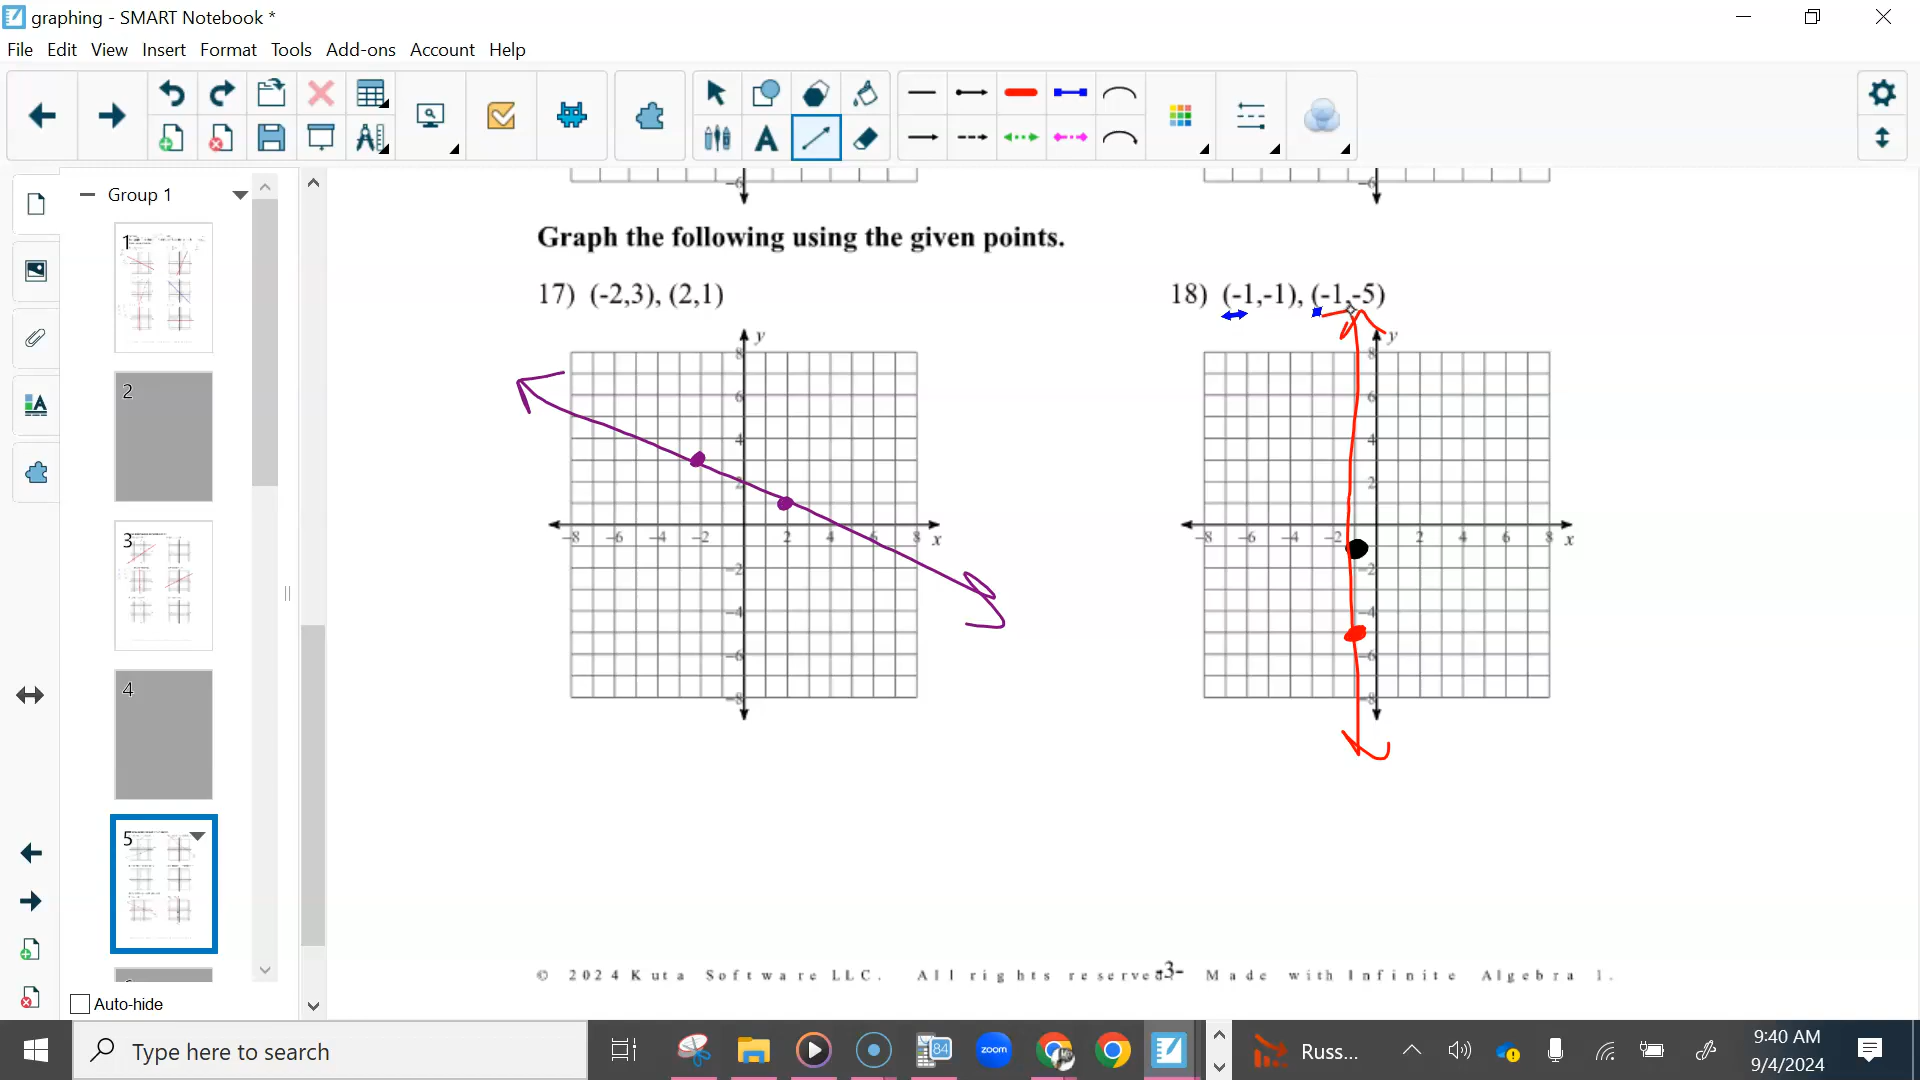 graphing - SMART Notebook *
File Edit View Insert Format Tools Add-ons Account Help
Group 1
1
2
3
4
5
Auto-hide
-6
-6
Graph the following using the given points.
17) (-2,3), (2,1)
18) (-1,-1), (-1,-5)
y
8
6
4
2
-8 -6 -4 -2 2 4 6 8 x
-2
-4
-6
-8
y
8
6
4
2
-8 -6 -4 -2 2 4 6 8 x
-2
-4
-6
-8
© 2024 Kuta Software LLC. All rights reserved. -3- Made with Infinite Algebra 1.
Type here to search
84
zoom
Russ...
9:40 AM
9/4/2024